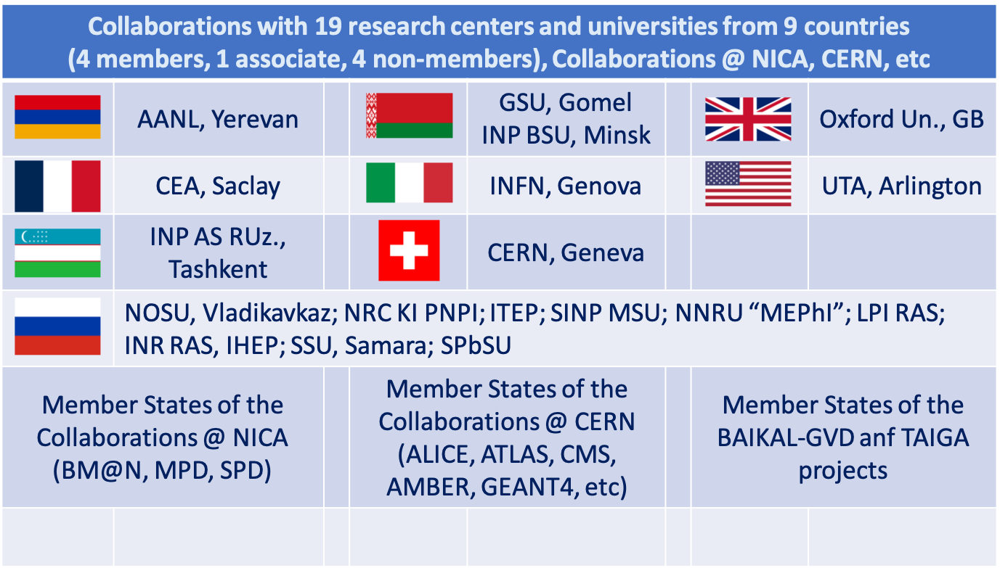 Collaborations with 19 research centers and universities from 9 countries
(4 members, 1 associate, 4 non-members), Collaborations @ NICA, CERN, etc
AANL, Yerevan
GSU, Gomel
INP BSU, Minsk
Oxford Un., GB
CEA, Saclay
INFN, Genova
UTA, Arlington
INP AS RUz.,
Tashkent
CERN, Geneva
NOSU, Vladikavkaz; NRC KI PNPI; ITEP; SINP MSU; NNRU “MEPhI”; LPI RAS;
INR RAS, IHEP; SSU, Samara; SPbSU
Member States of the
Collaborations @ NICA
(BM@N, MPD, SPD)
Member States of the
Collaborations @ CERN
(ALICE, ATLAS, CMS,
AMBER, GEANT4, etc)
Member States of the
BAIKAL-GVD anf TAIGA
projects